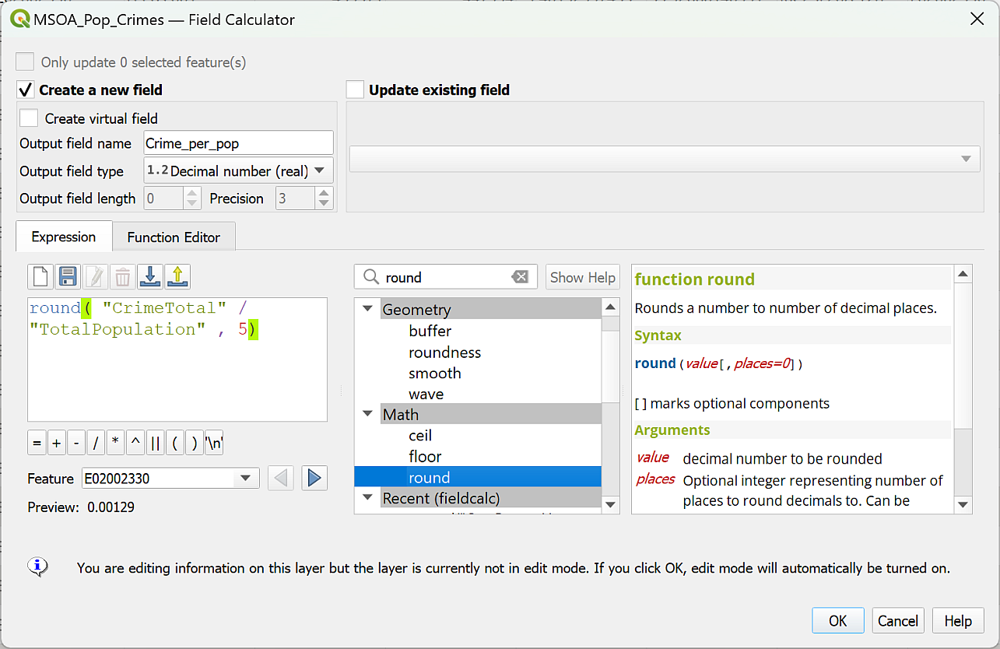 MSOA_Pop_Crimes — Field Calculator
Only update 0 selected feature(s)
Create a new field
Update existing field
Create virtual field
Output field name Crime_per_pop
Output field type 1.2 Decimal number (real)
Output field length 0 Precision 3
Expression Function Editor
round Show Help
round( "CrimeTotal" /
"TotalPopulation" , 5)
= + - / * ^ || ( ) '\n'
Feature E02002330
Preview: 0.00129
Geometry
buffer
roundness
smooth
wave
Math
ceil
floor
round
Recent (fieldcalc)
function round
Rounds a number to number of decimal places.
Syntax
round(value[,places=0])
[ ] marks optional components
Arguments
value decimal number to be rounded
places Optional integer representing number of
places to round decimals to. Can be
You are editing information on this layer but the layer is currently not in edit mode. If you click OK, edit mode will automatically be turned on.
OK Cancel Help